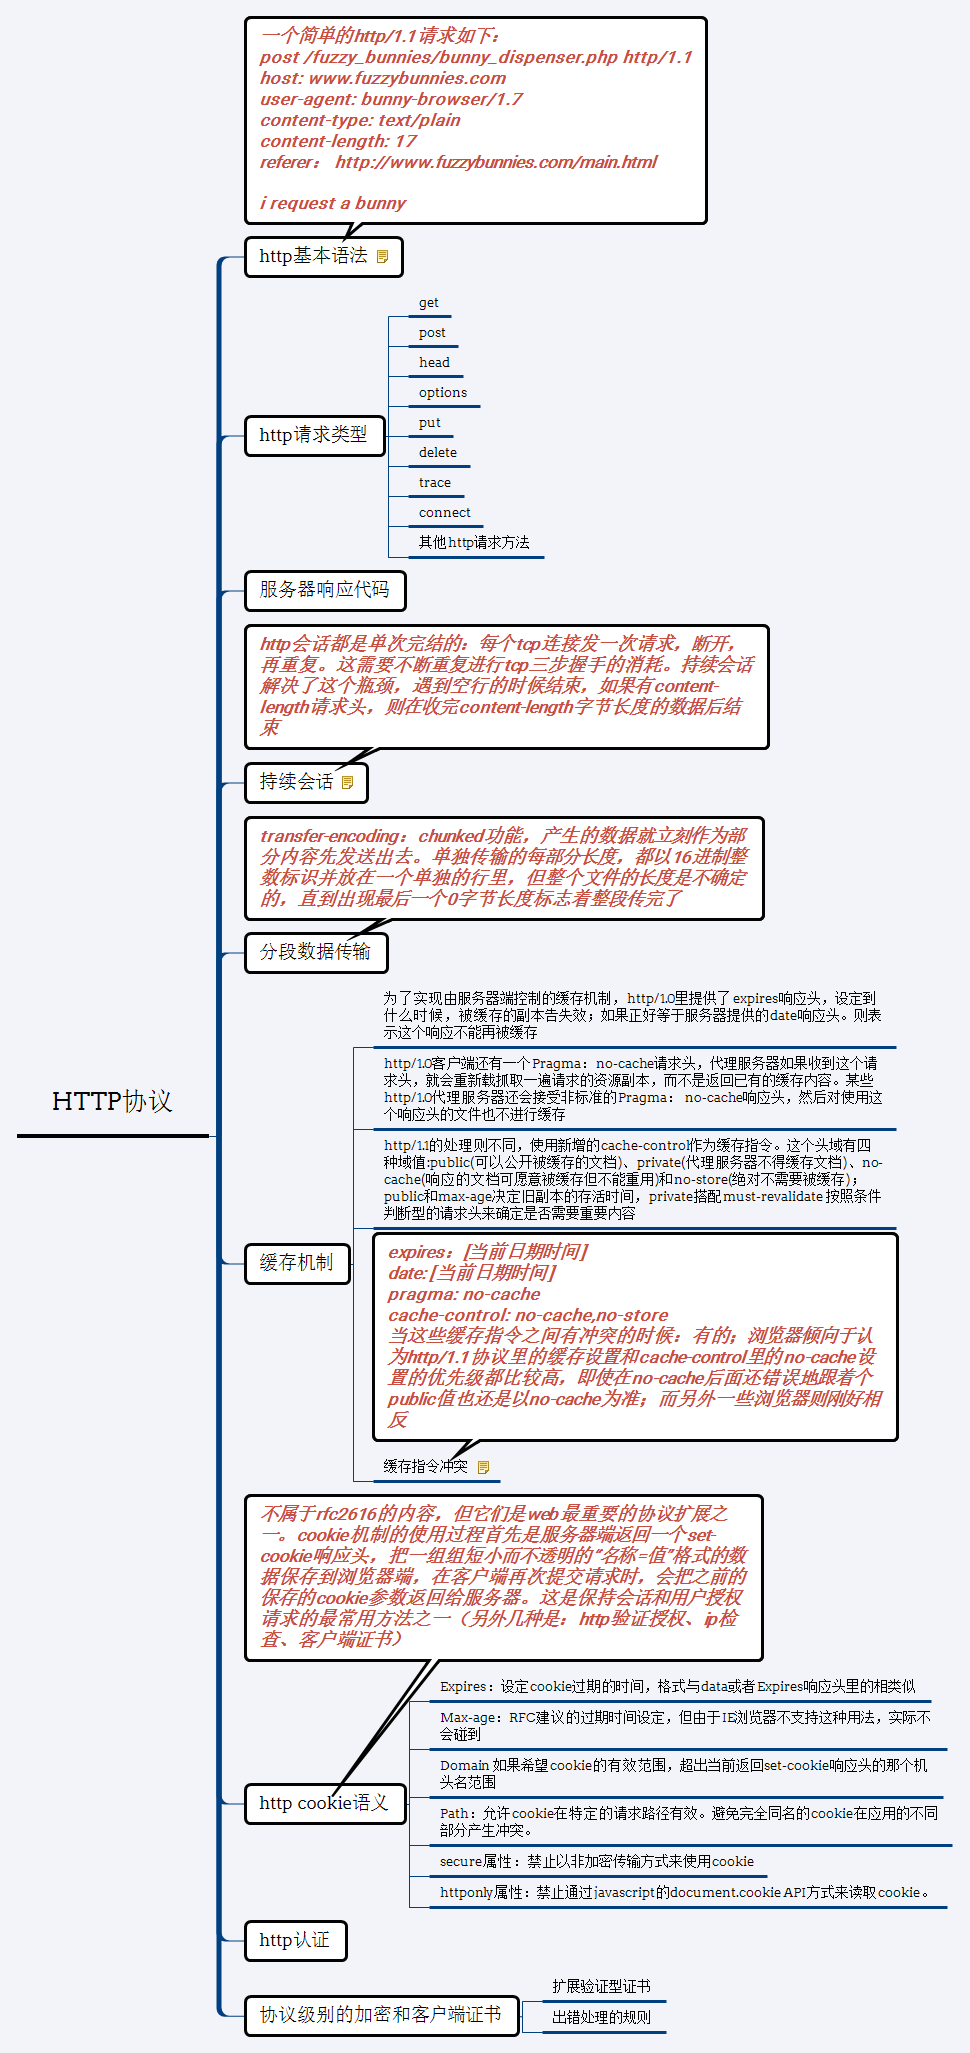 一个简单的http/1.1请求如下：
post /fuzzy_bunnies/bunny_dispenser.php http/1.1
host: www.fuzzybunnies.com
user-agent: bunny-browser/1.7
content-type: text/plain
content-length: 17
referer： http://www.fuzzybunnies.com/main.html
i request a bunny
http基本语法
get
post
head
options
http请求类型
put
delete
trace
connect
其他http请求方法
服务器响应代码
http会话都是单次完结的：每个tcp连接发一次请求，断开，
再重复。这需要不断重复进行tcp三步握手的消耗。持续会话
解决了这个瓶颈，遇到空行的时候结束，如果有content-
length请求头，则在收完content-length字节长度的数据后结
束
持续会话
transfer-encoding：chunked功能，产生的数据就立刻作为部
分内容先发送出去。单独传输的每部分长度，都以16进制整
数标识并放在一个单独的行里，但整个文件的长度是不确定
的，直到出现最后一个0字节长度标志着整段传完了
分段数据传输
为了实现由服务器端控制的缓存机制，http/1.0里提供了expires响应头，设定到
什么时候，被缓存的副本告失效；如果正好等于服务器提供的date响应头。则表
示这个响应不能再被缓存
http/1.0客户端还有一个Pragma：no-cache请求头，代理服务器如果收到这个请
求头，就会重新载抓取一遍请求的资源副本，而不是返回已有的缓存内容。某些
http/1.0代理服务器还会接受非标准的Pragma： no-cache响应头，然后对使用这
个响应头的文件也不进行缓存
HTTP协议
http/1.1的处理则不同，使用新增的cache-control作为缓存指令。这个头域有四
种域值:public(可以公开被缓存的文档)、private(代理服务器不得缓存文档)、no-
cache(响应的文档可愿意被缓存但不能重用)和no-store(绝对不需要被缓存)；
public和max-age决定旧副本的存活时间，private搭配must-revalidate 按照条件
判断型的请求头来确定是否需要重要内容
缓存机制
expires：[当前日期时间]
date: [当前日期时间]
pragma: no-cache
cache-control: no-cache,no-store
当这些缓存指令之间有冲突的时候：有的；浏览器倾向于认
为http/1.1协议里的缓存设置和cache-control里的no-cache设
置的优先级都比较高，即使在no-cache后面还错误地跟着个
public值也还是以no-cache为准；而另外一些浏览器则刚好相
反
缓存指令冲突
不属于rfc2616的内容，但它们是web最重要的协议扩展之
一。cookie机制的使用过程首先是服务器端返回一个set-
cookie响应头，把一组组短小而不透明的“名称=值”格式的数
据保存到浏览器端，在客户端再次提交请求时，会把之前的
保存的cookie参数返回给服务器。这是保持会话和用户授权
请求的最常用方法之一（另外几种是：http验证授权、ip检
查、客户端证书）
Expires：设定cookie过期的时间，格式与data或者Expires响应头里的相类似
Max-age：RFC建议的过期时间设定，但由于IE浏览器不支持这种用法，实际不
会碰到
Domain 如果希望cookie的有效范围，超出当前返回set-cookie响应头的那个机
头名范围
http cookie语义
Path：允许cookie在特定的请求路径有效。避免完全同名的cookie在应用的不同
部分产生冲突。
secure属性：禁止以非加密传输方式来使用cookie
httponly属性：禁止通过javascript的document.cookie API方式来读取cookie。
http认证
扩展验证型证书
协议级别的加密和客户端证书
出错处理的规则